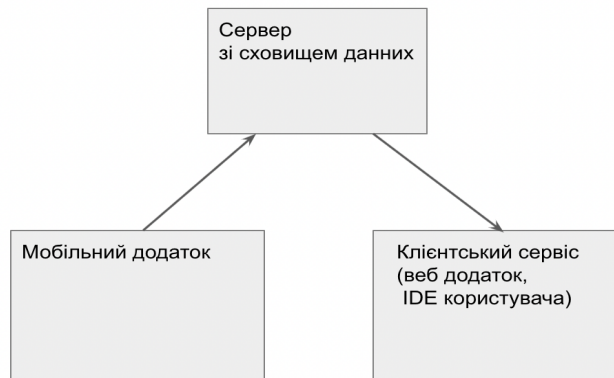 Сервер
зі сховищем данних
Мобільний додаток
Клієнтський сервіс
(веб додаток,
IDE користувача)